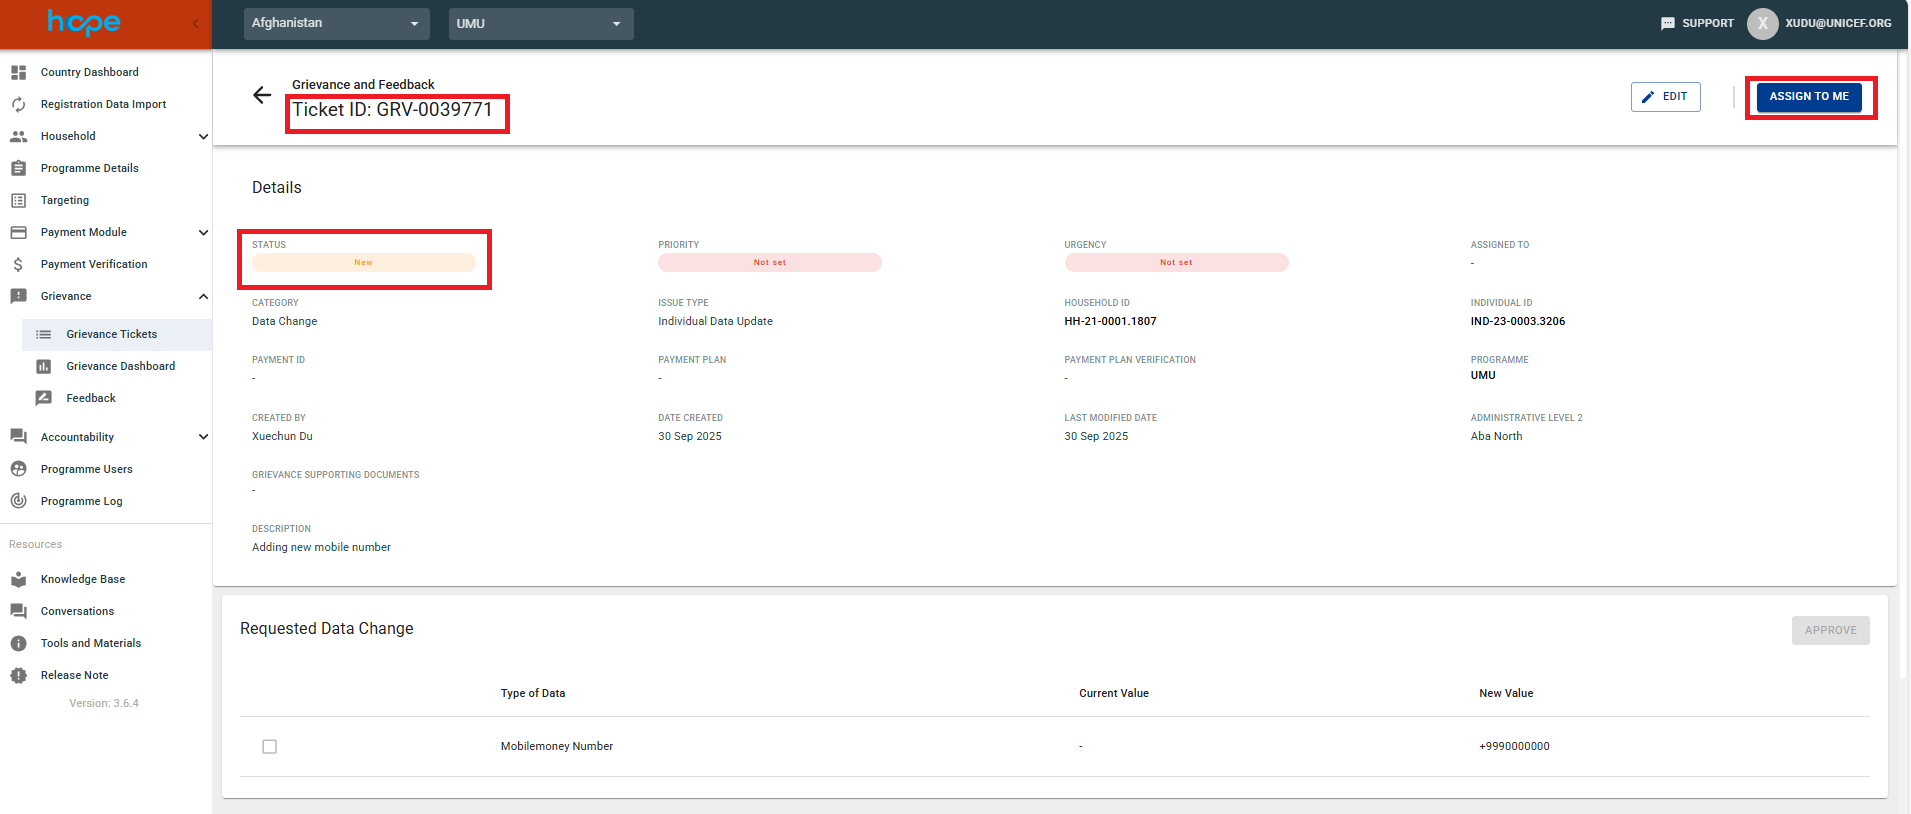 hope
Afghanistan
UMU
SUPPORT
X
XUDU@UNICEF.ORG
Country Dashboard
Registration Data Import
Household
Programme Details
Targeting
Payment Module
Payment Verification
Grievance
Grievance Tickets
Grievance Dashboard
Feedback
Accountability
Programme Users
Programme Log
Resources
Knowledge Base
Conversations
Tools and Materials
Release Note
Version: 3.6.4
Grievance and Feedback
Ticket ID: GRV-0039771
EDIT
ASSIGN TO ME
Details
STATUS
New
PRIORITY
Not set
URGENCY
Not set
ASSIGNED TO
-
CATEGORY
Data Change
ISSUE TYPE
Individual Data Update
HOUSEHOLD ID
HH-21-0001.1807
INDIVIDUAL ID
IND-23-0003.3206
PAYMENT ID
-
PAYMENT PLAN
-
PAYMENT PLAN VERIFICATION
-
PROGRAMME
UMU
CREATED BY
Xuechun Du
DATE CREATED
30 Sep 2025
LAST MODIFIED DATE
30 Sep 2025
ADMINISTRATIVE LEVEL 2
Aba North
GRIEVANCE SUPPORTING DOCUMENTS
-
DESCRIPTION
Adding new mobile number
Requested Data Change
APPROVE
Type of Data Current Value New Value
Mobilemoney Number - +9990000000